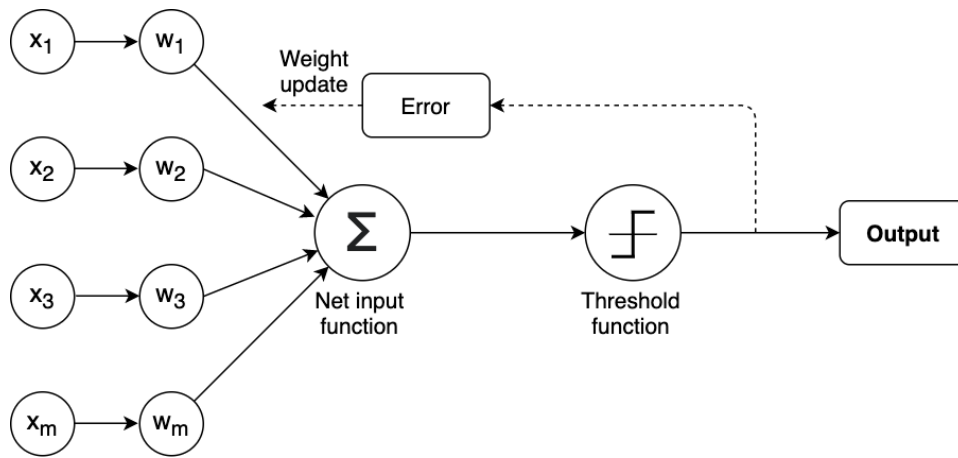 x1
w1
Weight
update
Error
x2
w2
Σ
Output
x3
w3
Net input
function
Threshold
function
xm
wm